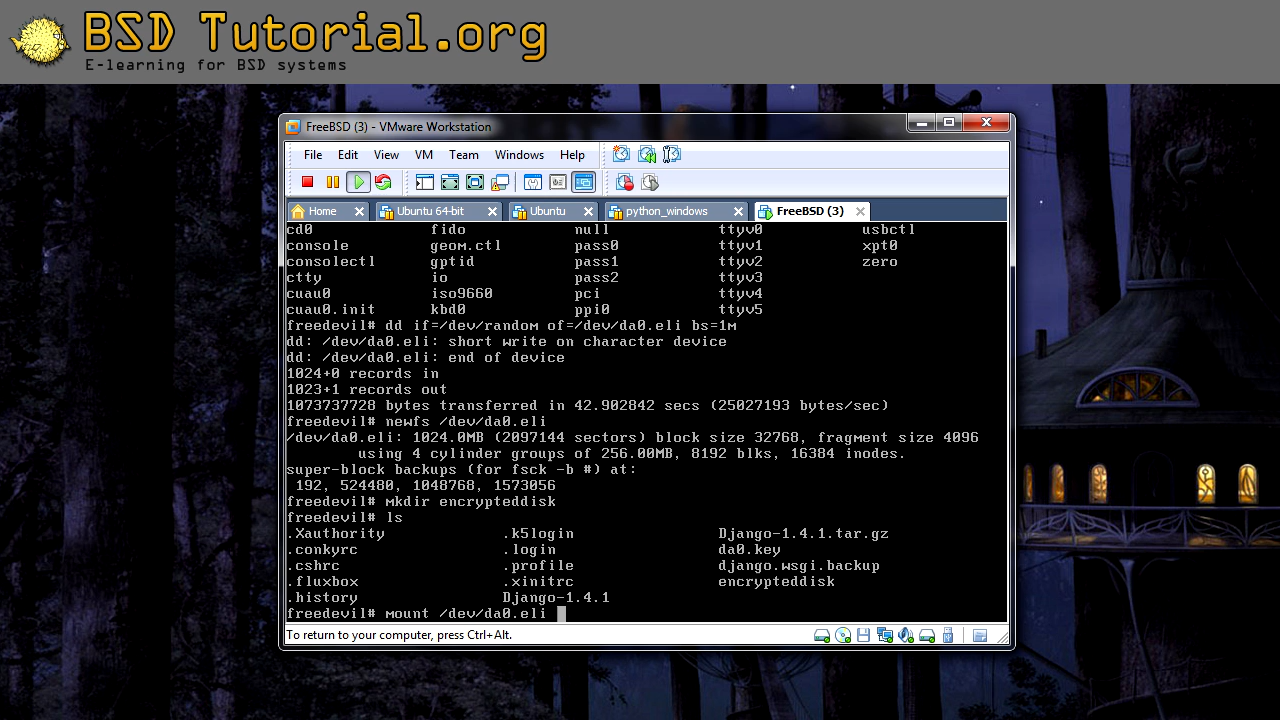 BSD Tutorial.org
E-learning for BSD systems
FreeBSD (3) - VMware Workstation
File Edit View VM Team Windows Help
Home Ubuntu 64-bit Ubuntu python_windows FreeBSD (3)
cd0 fido null ttyv0 usbctl
console geom.ctl pass0 ttyv1 xpt0
consolectl gptid pass1 ttyv2 zero
ctty io pass2 ttyv3
cuau0 iso9660 pci ttyv4
cuau0.init kbd0 ppi0 ttyv5
freedevil# dd if=/dev/random of=/dev/da0.eli bs=1m
dd: /dev/da0.eli: short write on character device
dd: /dev/da0.eli: end of device
1024+0 records in
1023+1 records out
1073737728 bytes transferred in 42.902842 secs (25027193 bytes/sec)
freedevil# newfs /dev/da0.eli
/dev/da0.eli: 1024.0MB (2097144 sectors) block size 32768, fragment size 4096
using 4 cylinder groups of 256.00MB, 8192 blks, 16384 inodes.
super-block backups (for fsck -b #) at:
192, 524480, 1048768, 1573056
freedevil# mkdir encrypteddisk
freedevil# ls
.Xauthority .k5login Django-1.4.1.tar.gz
.conkyrc .login da0.key
.cshrc .profile django.wsgi.backup
.fluxbox .xinitrc encrypteddisk
.history Django-1.4.1
freedevil# mount /dev/da0.eli
To return to your computer, press Ctrl+Alt.